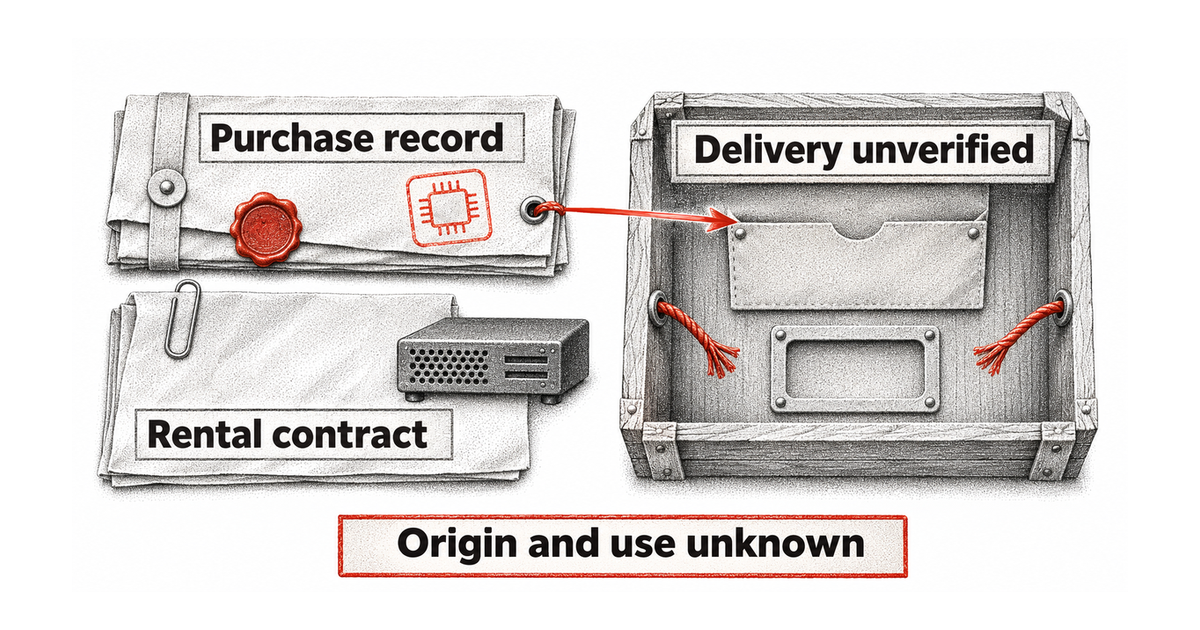 Purchase record
Delivery unverified
Rental contract
Origin and use unknown